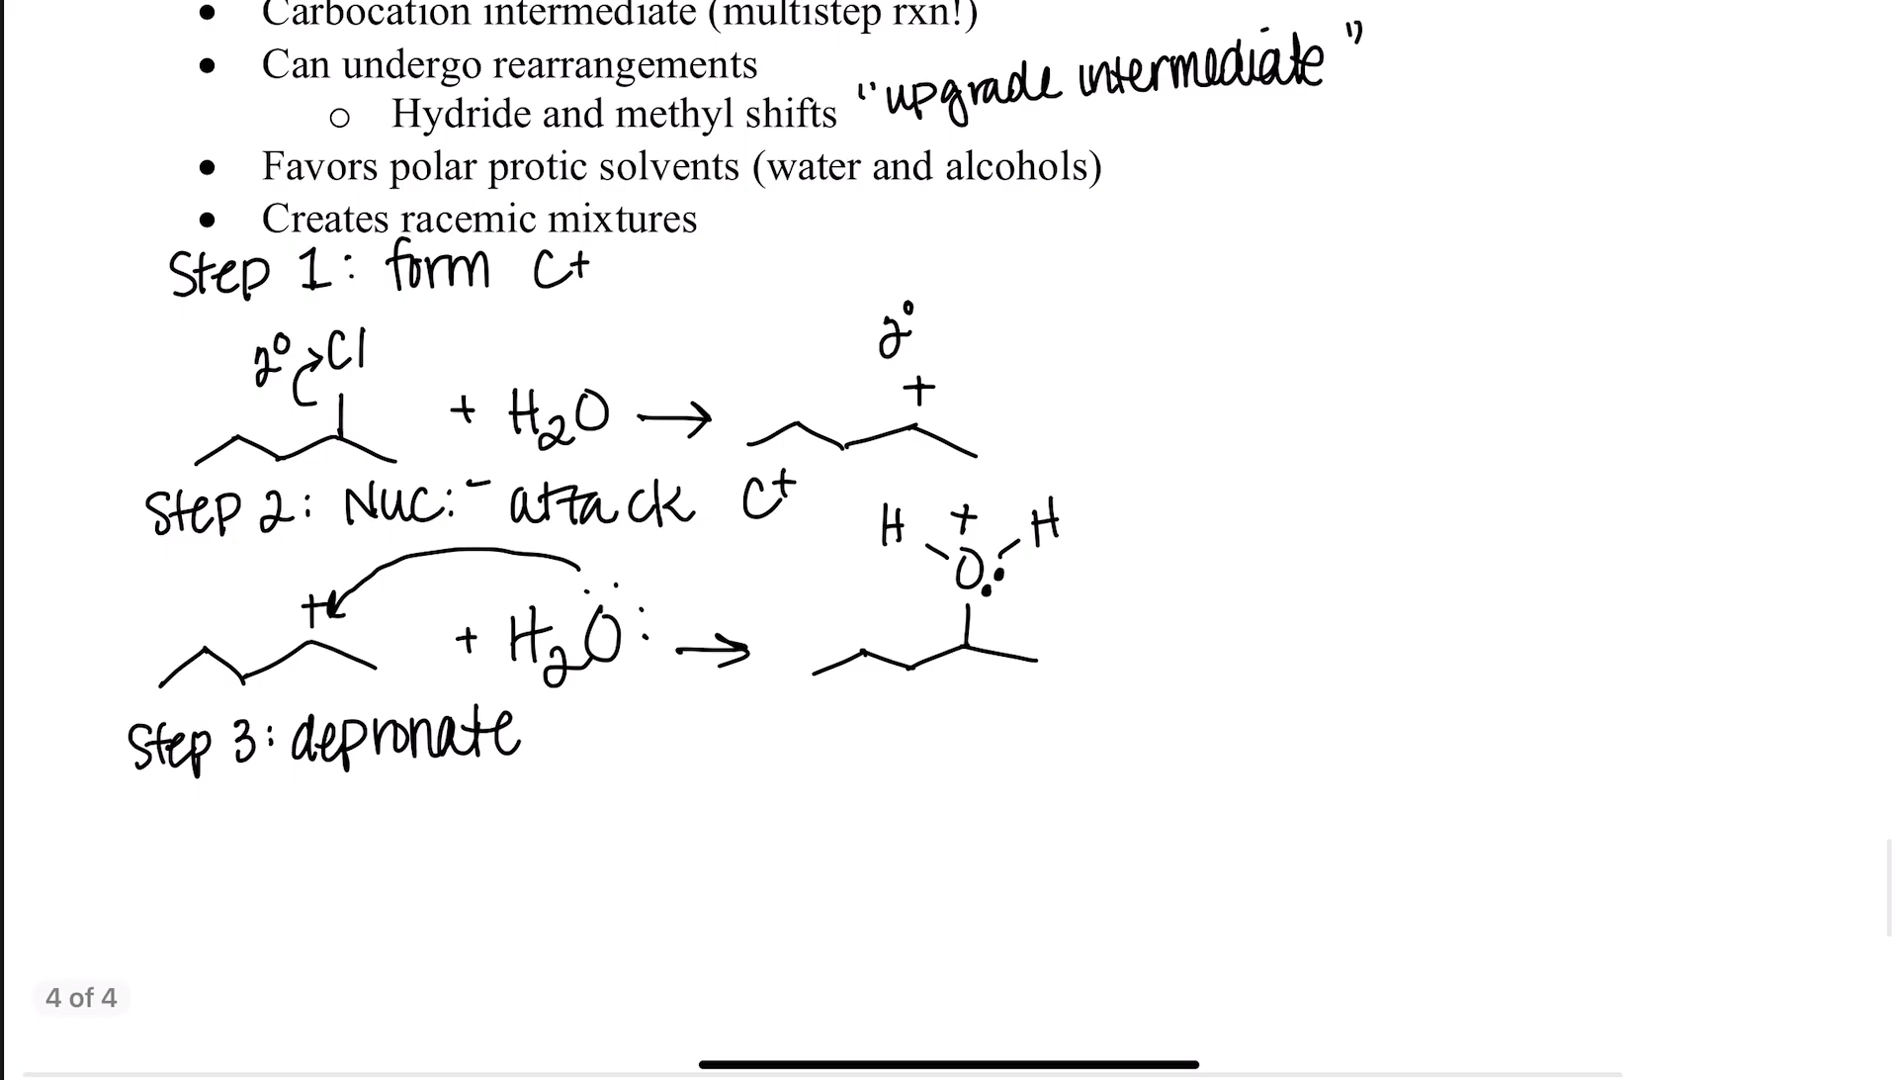 • Carbocation intermediate (multistep rxn!)
• Can undergo rearrangements
o Hydride and methyl shifts "upgrade intermediate"
• Favors polar protic solvents (water and alcohols)
• Creates racemic mixtures
Step 1: form C+
2° Cl
+ H₂O → 2° +
Step 2: Nuc:⁻ attack C⁺
H + H
O:
+ + H₂O: →
Step 3: depronate
4 of 4